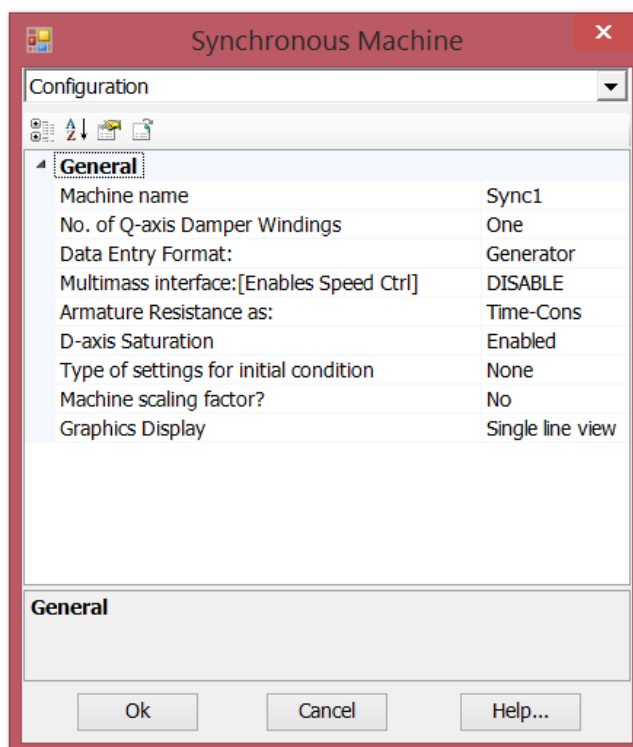 Synchronous Machine
Configuration
General
Machine name Sync1
No. of Q-axis Damper Windings One
Data Entry Format: Generator
Multimass interface:[Enables Speed Ctrl] DISABLE
Armature Resistance as: Time-Cons
D-axis Saturation Enabled
Type of settings for initial condition None
Machine scaling factor? No
Graphics Display Single line view
General
Ok Cancel Help...